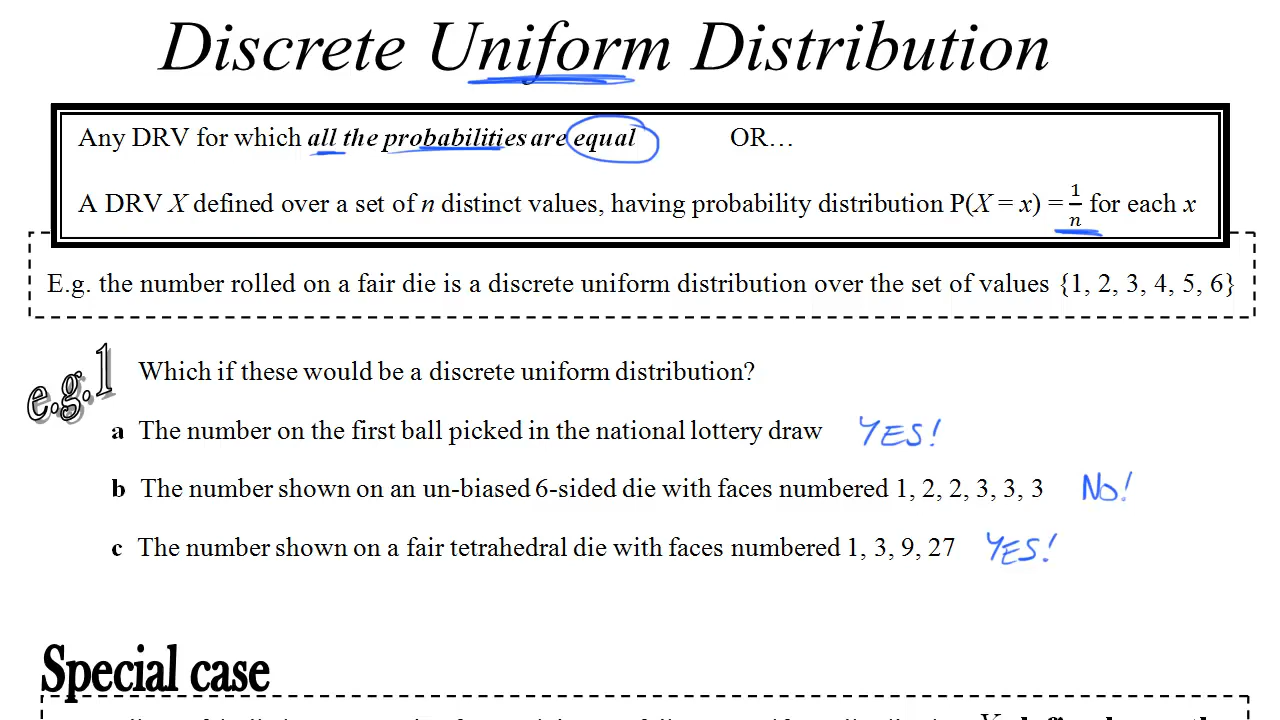 Discrete Uniform Distribution
Any DRV for which all the probabilities are equal OR…
A DRV X defined over a set of n distinct values, having probability distribution P(X = x) = 1/n for each x
E.g. the number rolled on a fair die is a discrete uniform distribution over the set of values {1, 2, 3, 4, 5, 6}
e.g.1 Which if these would be a discrete uniform distribution?
a The number on the first ball picked in the national lottery draw YES!
b The number shown on an un-biased 6-sided die with faces numbered 1, 2, 2, 3, 3, 3 No!
c The number shown on a fair tetrahedral die with faces numbered 1, 3, 9, 27 YES!
Special case